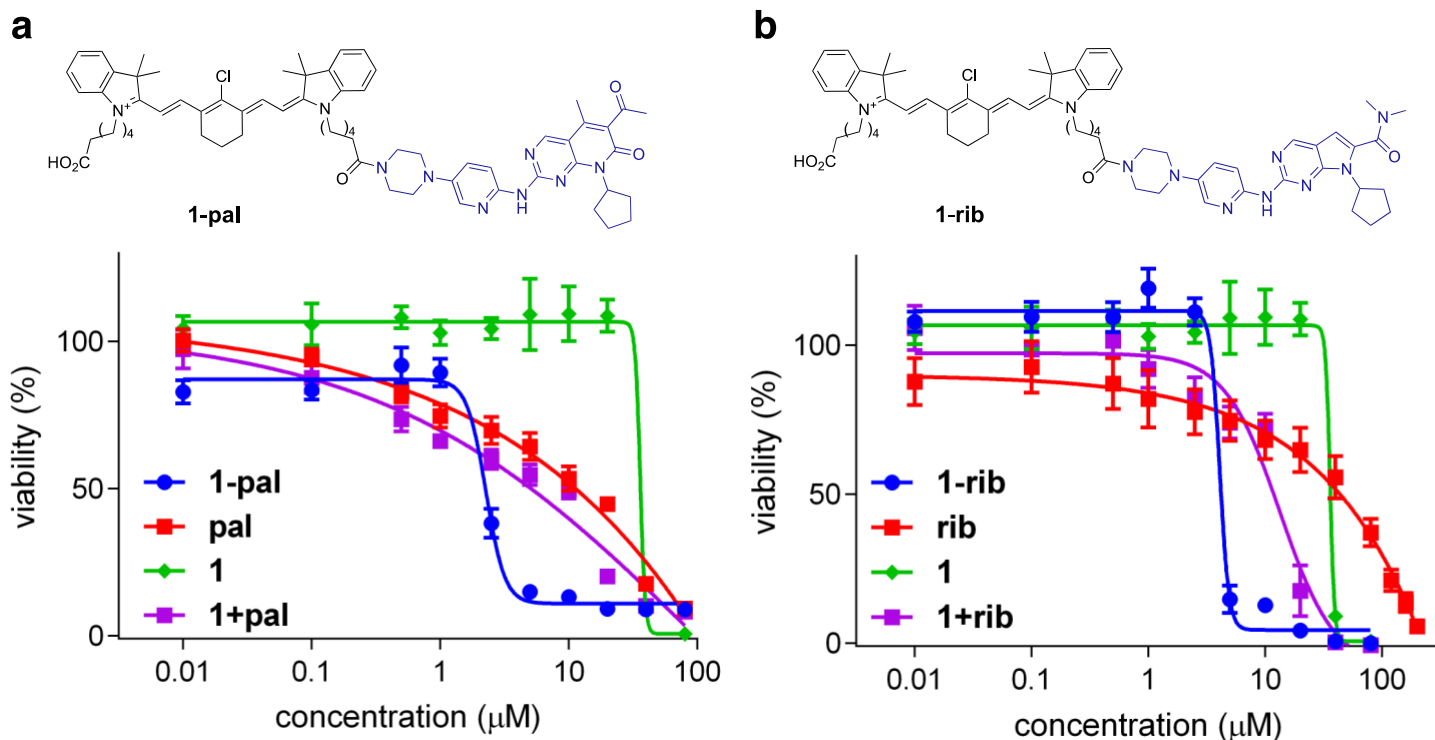 a
Cl
N+
N
( )4
( )4
HO2C
O
N
N
N
N
H
N
N
N
O
O
1-pal
viability (%)
100
50
0
1-pal
pal
1
1+pal
0.01 0.1 1 10 100
concentration (μM)
b
Cl
N+
N
( )4
( )4
HO2C
O
N
N
N
N
H
N
N
N
N
O
1-rib
viability (%)
100
50
0
1-rib
rib
1
1+rib
0.01 0.1 1 10 100
concentration (μM)